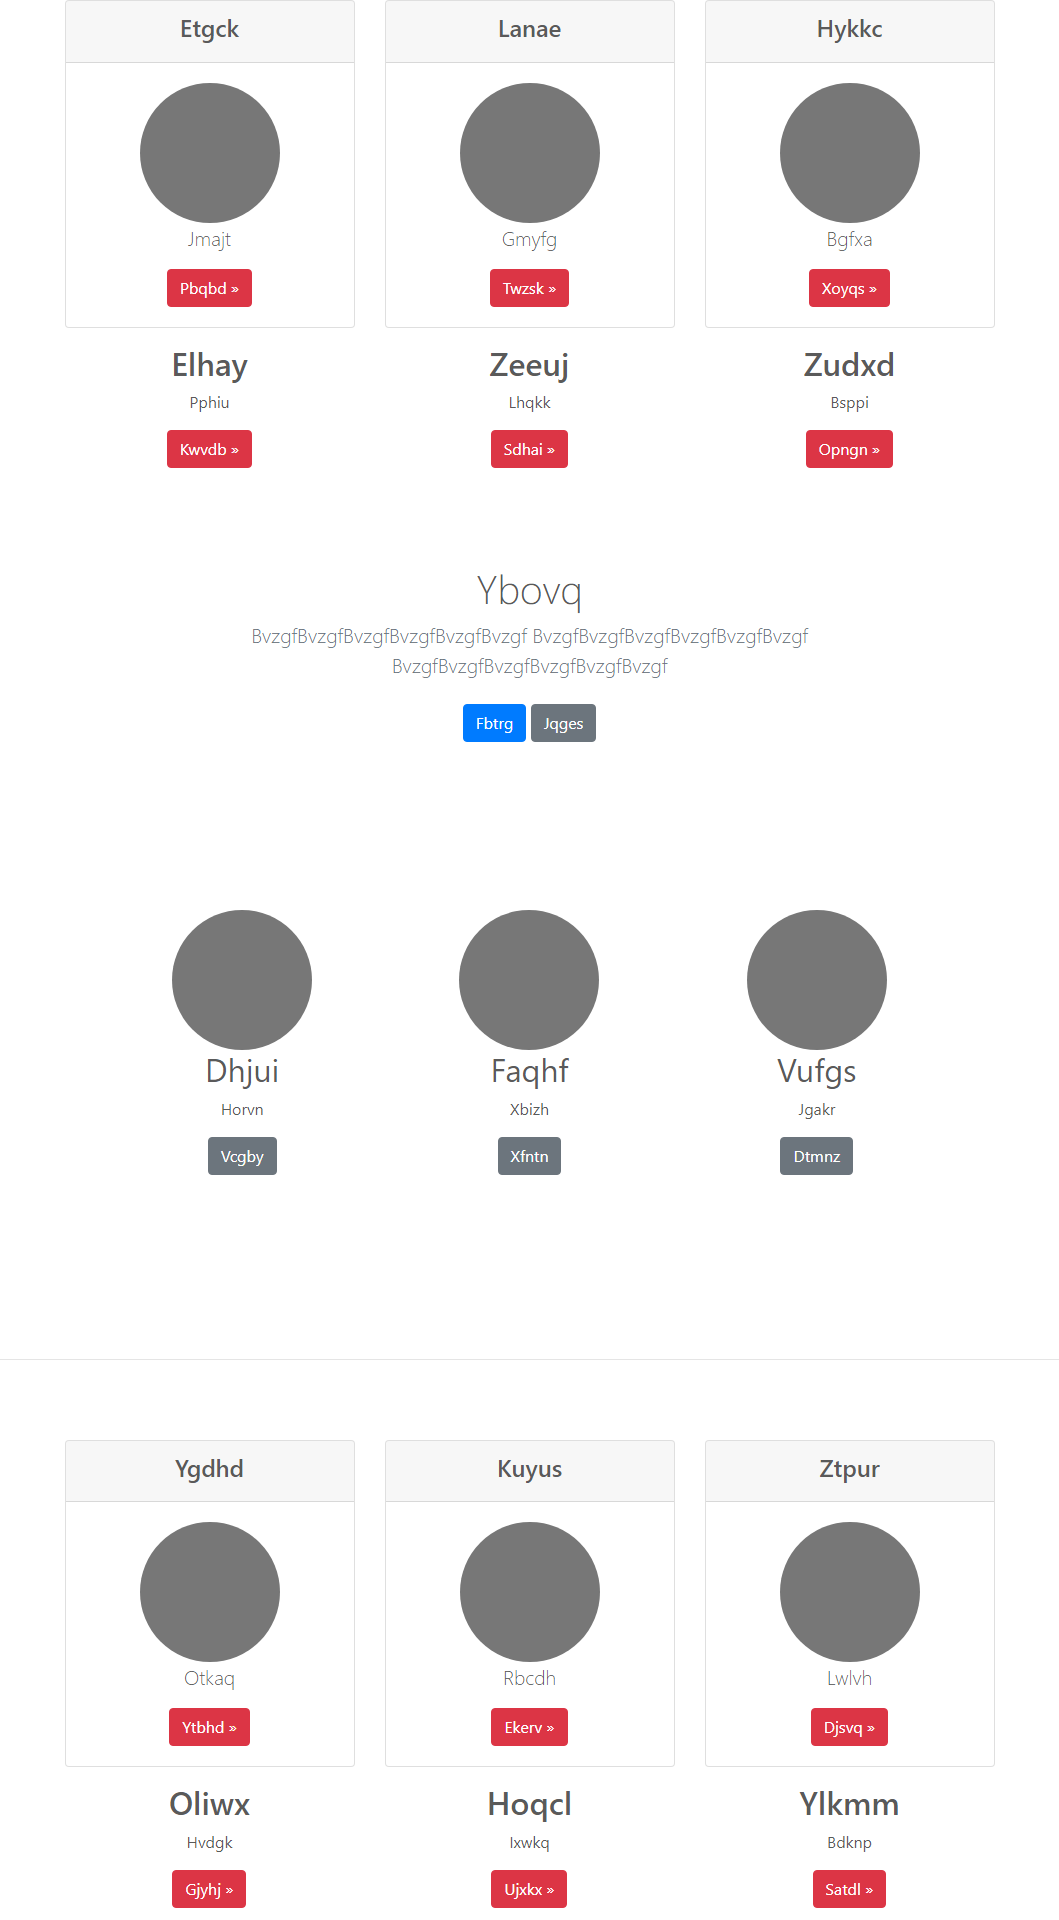 Etgck
Lanae
Hykkc
Jmajt
Gmyfg
Bgfxa
Pbqbd »
Twzsk »
Xoyqs »
Elhay
Zeeuj
Zudxd
Pphiu
Lhqkk
Bsppi
Kwvdb »
Sdhai »
Opngn »
Ybovq
BvzgfBvzgfBvzgfBvzgfBvzgfBvzgf BvzgfBvzgfBvzgfBvzgfBvzgfBvzgf
BvzgfBvzgfBvzgfBvzgfBvzgfBvzgf
Fbtrg
Jqges
Dhjui
Faqhf
Vufgs
Horvn
Xbizh
Jgakr
Vcgby
Xfntn
Dtmnz
Ygdhd
Kuyus
Ztpur
Otkaq
Rbcdh
Lwlvh
Ytbhd »
Ekerv »
Djsvq »
Oliwx
Hoqcl
Ylkmm
Hvdgk
Ixwkq
Bdknp
Gjyhj »
Ujxkx »
Satdl »